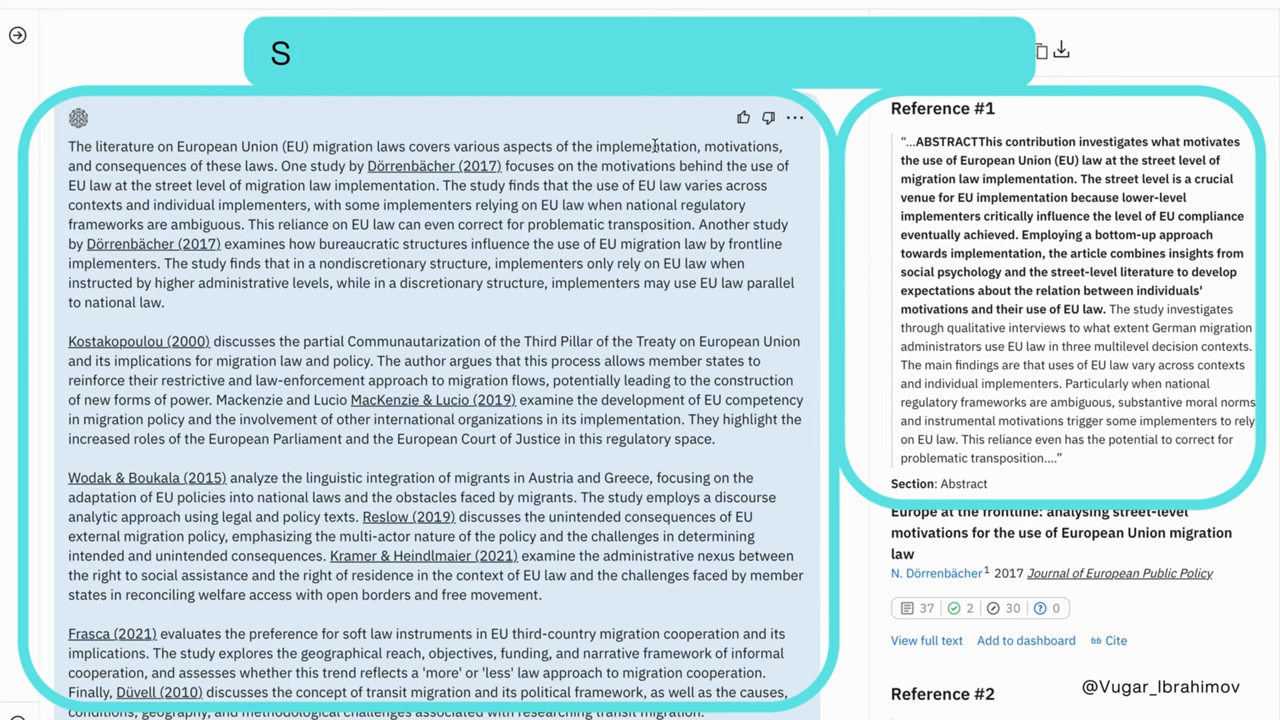 S
The literature on European Union (EU) migration laws covers various aspects of the implementation, motivations,
and consequences of these laws. One study by Dörrenbächer (2017) focuses on the motivations behind the use of
EU law at the street level of migration law implementation. The study finds that the use of EU law varies across
contexts and individual implementers, with some implementers relying on EU law when national regulatory
frameworks are ambiguous. This reliance on EU law can even correct for problematic transposition. Another study
by Dörrenbächer (2017) examines how bureaucratic structures influence the use of EU migration law by frontline
implementers. The study finds that in a nondiscretionary structure, implementers only rely on EU law when
instructed by higher administrative levels, while in a discretionary structure, implementers may use EU law parallel
to national law.
Kostakopoulou (2000) discusses the partial Communautarization of the Third Pillar of the Treaty on European Union
and its implications for migration law and policy. The author argues that this process allows member states to
reinforce their restrictive and law-enforcement approach to migration flows, potentially leading to the construction
of new forms of power. Mackenzie and Lucio MacKenzie & Lucio (2019) examine the development of EU competency
in migration policy and the involvement of other international organizations in its implementation. They highlight the
increased roles of the European Parliament and the European Court of Justice in this regulatory space.
Wodak & Boukala (2015) analyze the linguistic integration of migrants in Austria and Greece, focusing on the
adaptation of EU policies into national laws and the obstacles faced by migrants. The study employs a discourse
analytic approach using legal and policy texts. Reslow (2019) discusses the unintended consequences of EU
external migration policy, emphasizing the multi-actor nature of the policy and the challenges in determining
intended and unintended consequences. Kramer & Heindlmaier (2021) examine the administrative nexus between
the right to social assistance and the right of residence in the context of EU law and the challenges faced by member
states in reconciling welfare access with open borders and free movement.
Frasca (2021) evaluates the preference for soft law instruments in EU third-country migration cooperation and its
implications. The study explores the geographical reach, objectives, funding, and narrative framework of informal
cooperation, and assesses whether this trend reflects a 'more' or 'less' law approach to migration cooperation.
Finally, Düvell (2010) discusses the concept of transit migration and its political framework, as well as the causes,
conditions, geography, and methodological challenges associated with researching transit migration.
Reference #1
“...ABSTRACTThis contribution investigates what motivates
the use of European Union (EU) law at the street level of
migration law implementation. The street level is a crucial
venue for EU implementation because lower-level
implementers critically influence the level of EU compliance
eventually achieved. Employing a bottom-up approach
towards implementation, the article combines insights from
social psychology and the street-level literature to develop
expectations about the relation between individuals'
motivations and their use of EU law. The study investigates
through qualitative interviews to what extent German migration
administrators use EU law in three multilevel decision contexts.
The main findings are that uses of EU law vary across contexts
and individual implementers. Particularly when national
regulatory frameworks are ambiguous, substantive moral norms
and instrumental motivations trigger some implementers to rely
on EU law. This reliance even has the potential to correct for
problematic transposition....”
Section: Abstract
Europe at the frontline: analysing street-level
motivations for the use of European Union migration
law
N. Dörrenbächer1 2017 Journal of European Public Policy
37 2 30 0
View full text Add to dashboard Cite
Reference #2
@Vugar_Ibrahimov